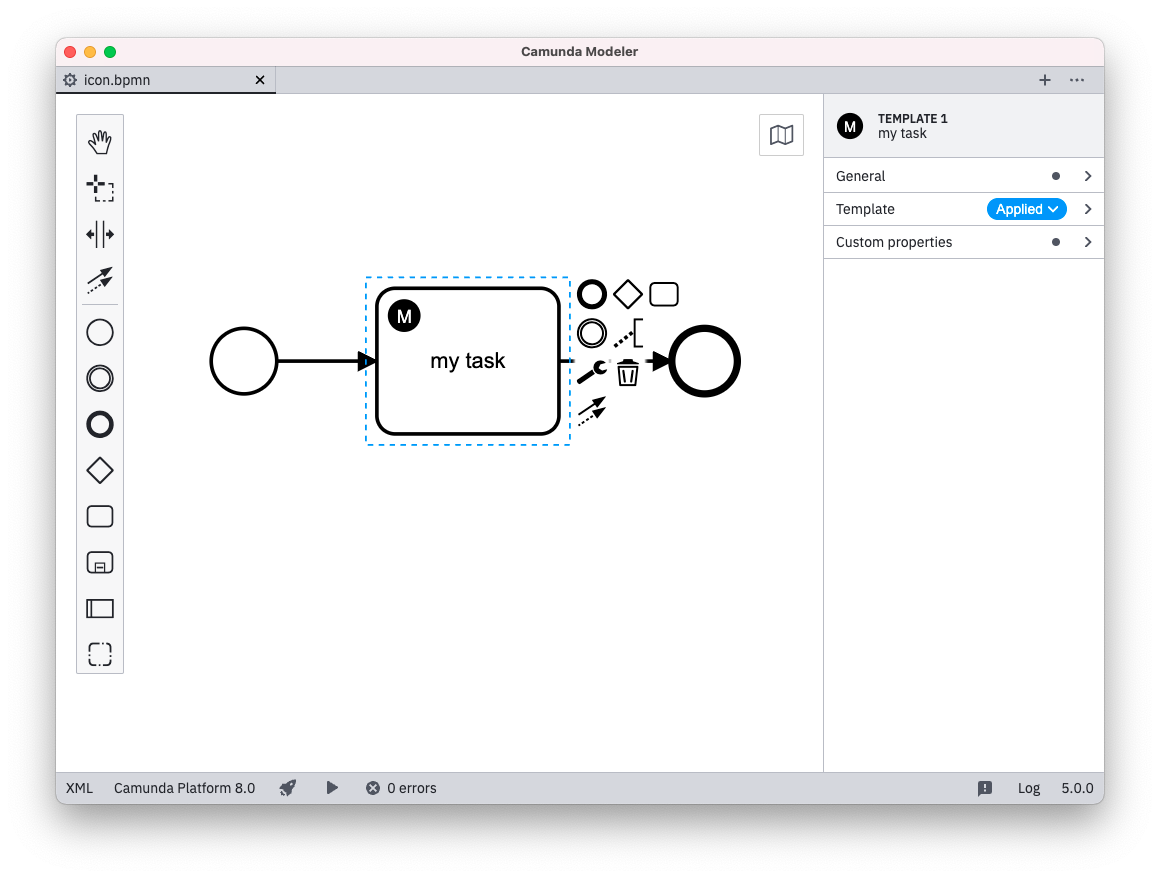 Camunda Modeler
icon.bpmn
M
TEMPLATE 1
my task
General
Template
Applied
Custom properties
M
my task
XML
Camunda Platform 8.0
0 errors
Log
5.0.0